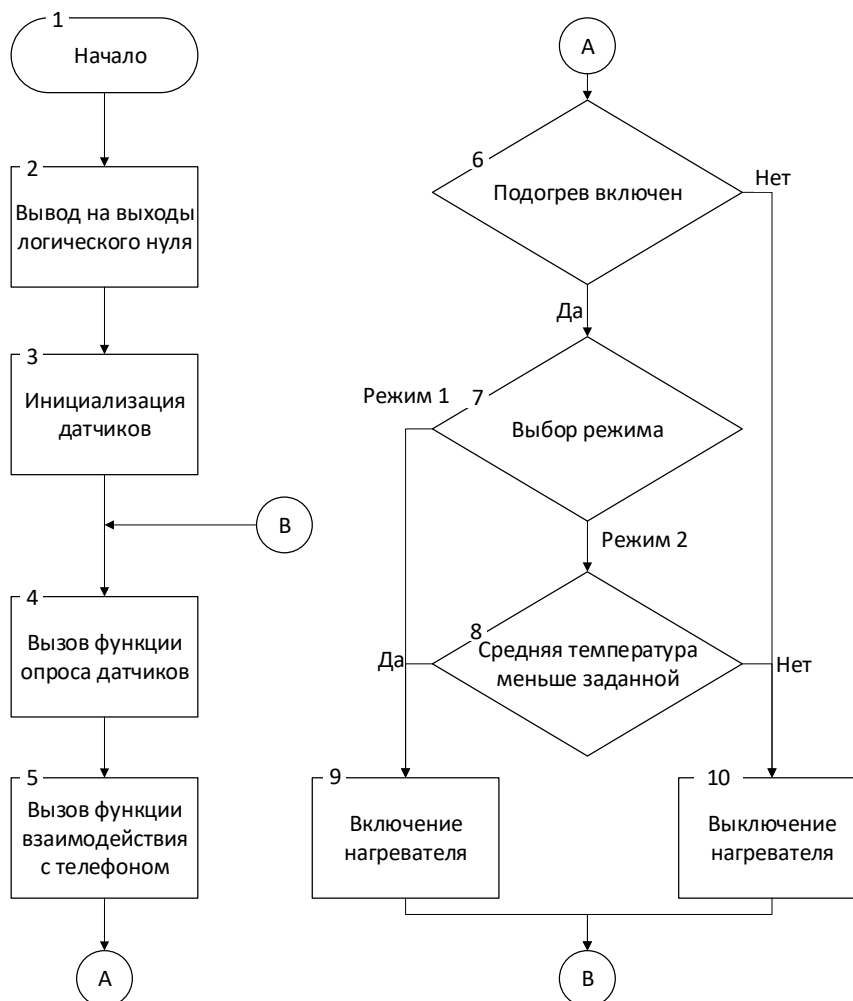 1
Начало
2
Вывод на выходы
логического нуля
3
Инициализация
датчиков
В
4
Вызов функции
опроса датчиков
5
Вызов функции
взаимодействия
с телефоном
А
А
6
Подогрев включен
Нет
Да
Режим 1
7
Выбор режима
Режим 2
8
Средняя температура
меньше заданной
Да
Нет
9
Включение
нагревателя
10
Выключение
нагревателя
В